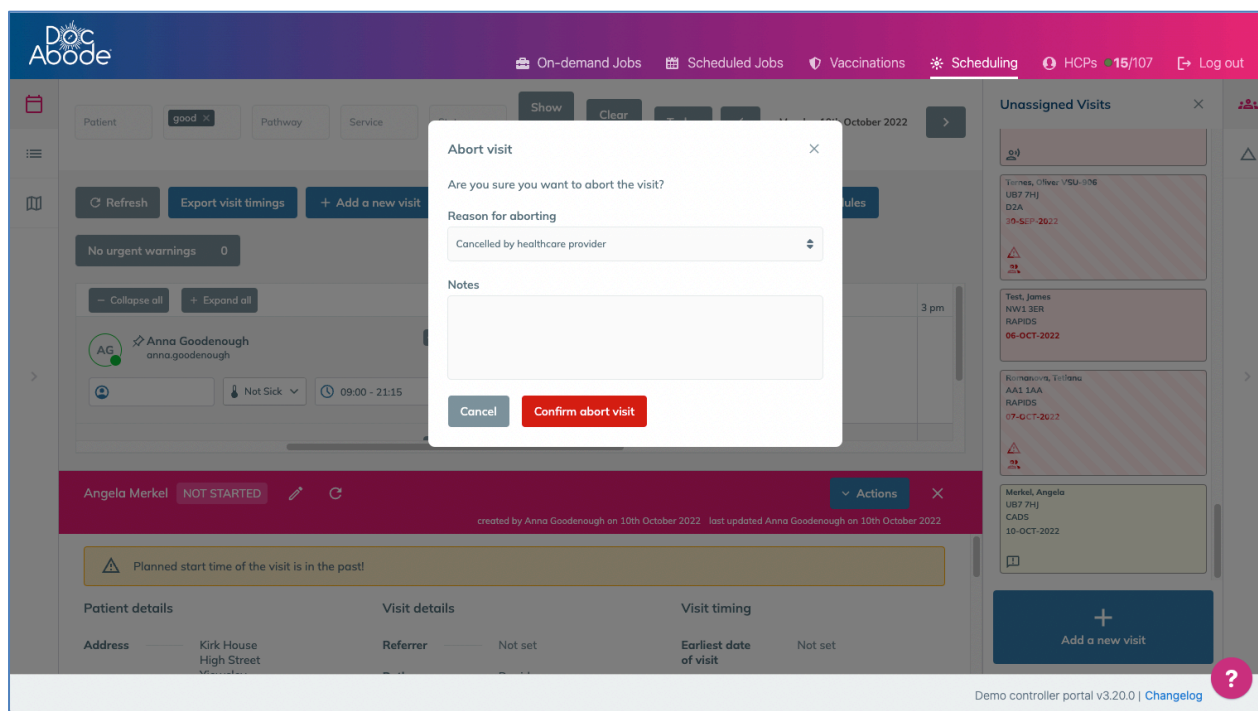 Doc
Abode
On-demand Jobs
Scheduled Jobs
Vaccinations
Scheduling
HCPs 15/107
Log out
Patient
good ×
Pathway
Service
Show
Clear
October 2022
Refresh
Export visit timings
+ Add a new visit
No urgent warnings 0
− Collapse all
+ Expand all
3 pm
AG
Anna Goodenough
anna.goodenough
Not Sick
09:00 - 21:15
Abort visit
Are you sure you want to abort the visit?
Reason for aborting
Cancelled by healthcare provider
Notes
Cancel
Confirm abort visit
Angela Merkel NOT STARTED
Actions
created by Anna Goodenough on 10th October 2022 last updated Anna Goodenough on 10th October 2022
Planned start time of the visit is in the past!
Patient details
Address
Kirk House
High Street
Visit details
Referrer
Not set
Visit timing
Earliest date
of visit
Not set
Unassigned Visits
UB7 7HJ
D2A
Test, James
NW1 3ER
RAPIDS
06-OCT-2022
AA1 1AA
RAPIDS
07-OCT-2022
Merkel, Angela
UB7 7HJ
CADS
10-OCT-2022
+
Add a new visit
?
Demo controller portal v3.20.0 | Changelog